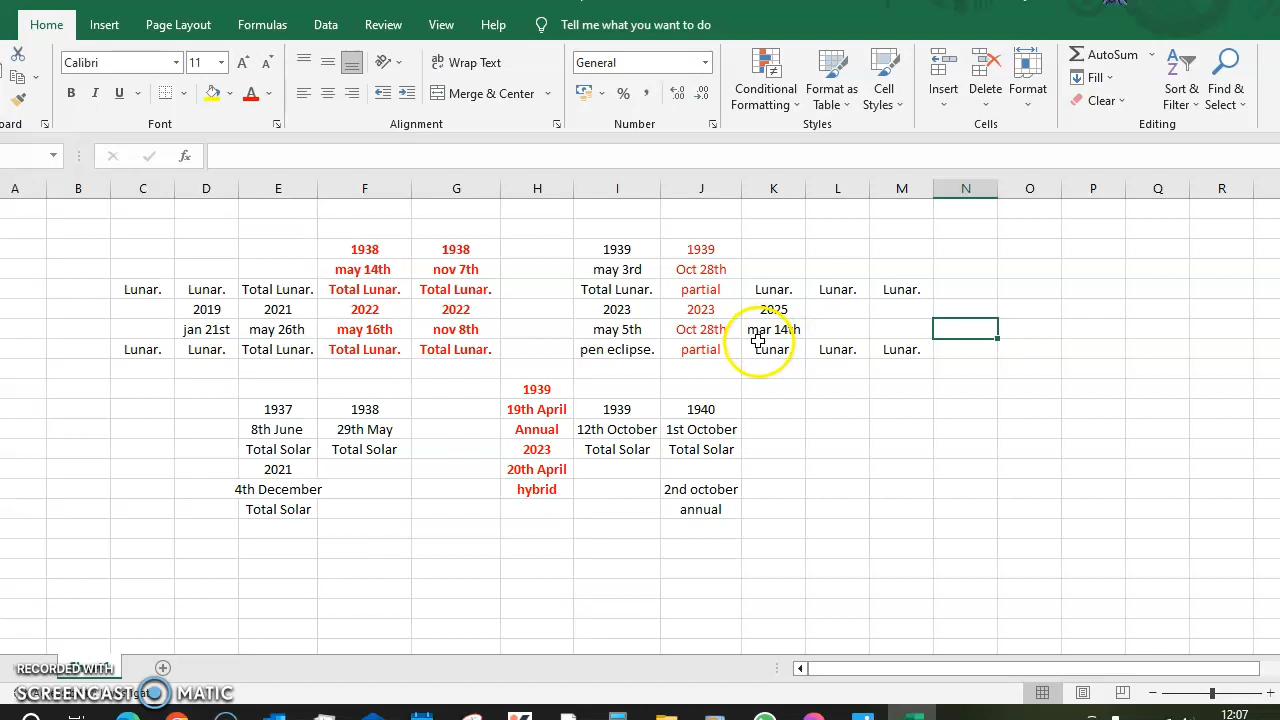 Home Insert Page Layout Formulas Data Review View Help Tell me what you want to do
Calibri 11 Wrap Text General AutoSum
B I U A Merge & Center % Conditional Formatting Format as Table Cell Styles Insert Delete Format Fill Clear Sort & Filter Find & Select
Font Alignment Number Styles Cells Editing
fx
A B C D E F G H I J K L M N O P Q R
1938 1938 1939 1939
may 14th nov 7th may 3rd Oct 28th
Lunar. Lunar. Total Lunar. Total Lunar. Total Lunar. Total Lunar. partial Lunar. Lunar. Lunar.
2019 2021 2022 2022 2023 2023 2025
jan 21st may 26th may 16th nov 8th may 5th Oct 28th mar 14th
Lunar. Lunar. Total Lunar. Total Lunar. Total Lunar. pen eclipse. partial Lunar Lunar. Lunar.
1939
1937 1938 19th April 1939 1940
8th June 29th May Annual 12th October 1st October
Total Solar Total Solar 2023 Total Solar Total Solar
2021 20th April
4th December hybrid 2nd october
Total Solar annual
RECORDED WITH
SCREENCAST MATIC
12:07